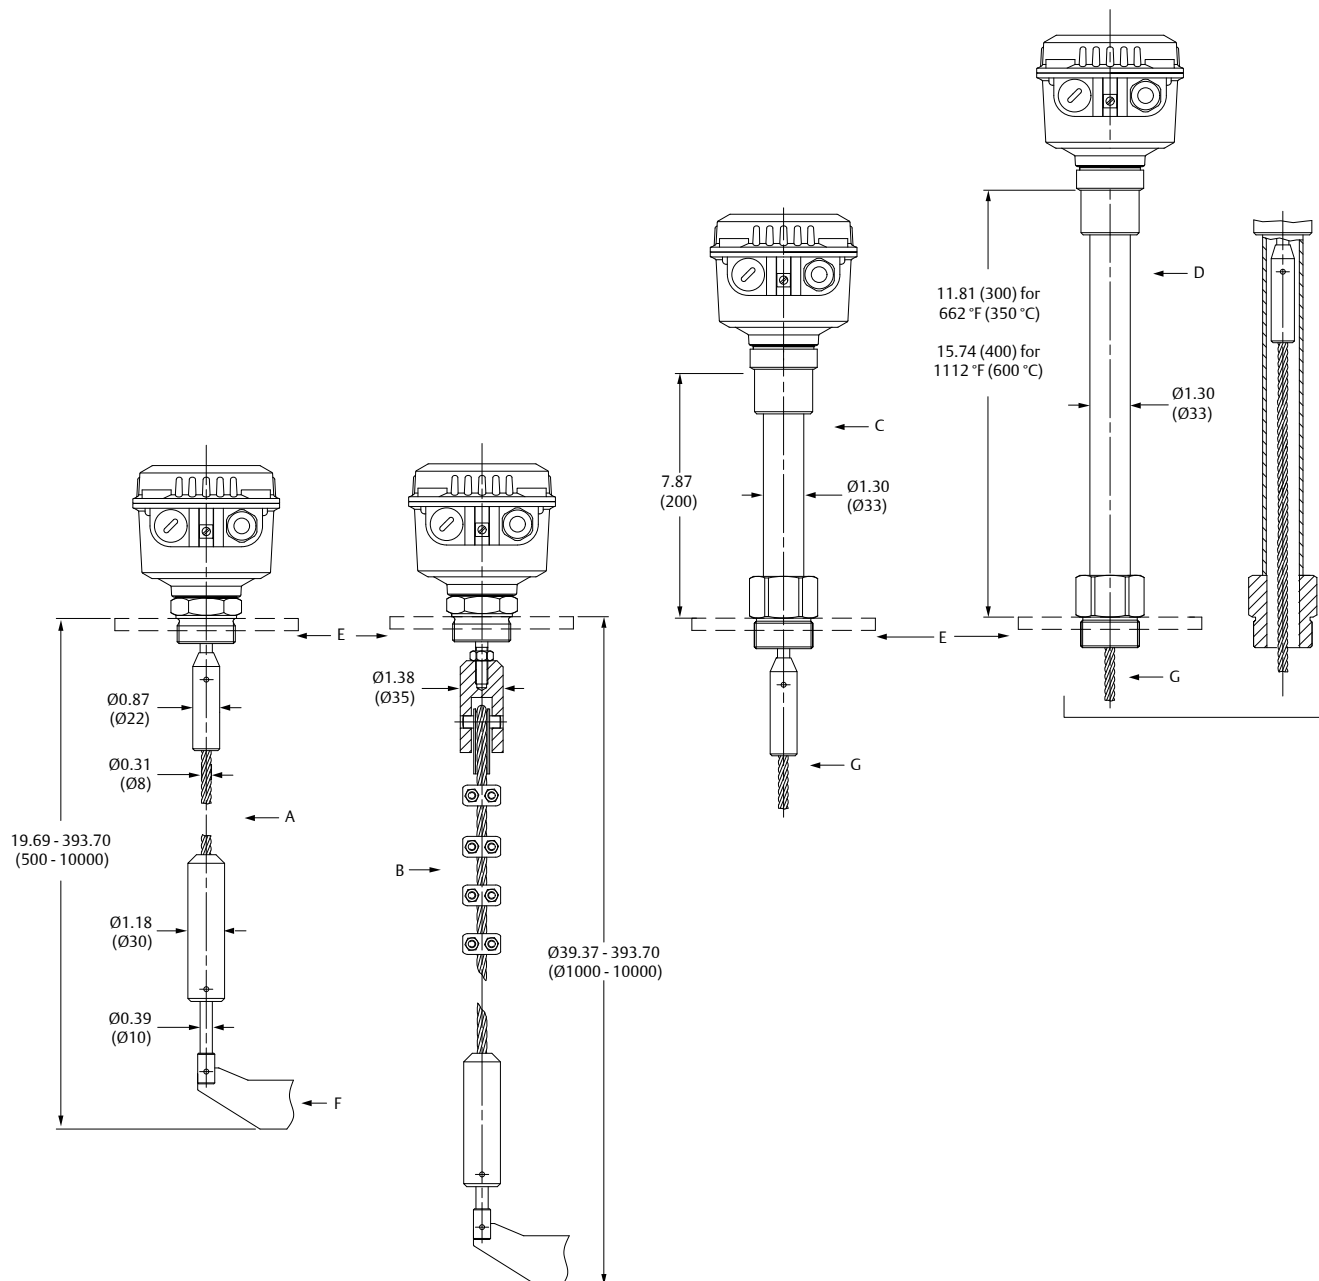 11.81 (300) for
662 °F (350 °C)
15.74 (400) for
1112 °F (600 °C)
D
Ø1.30
(Ø33)
C
7.87
(200)
Ø1.30
(Ø33)
E
E
G
G
Ø1.38
(Ø35)
Ø0.87
(Ø22)
Ø0.31
(Ø8)
A
19.69 - 393.70
(500 - 10000)
B
Ø1.18
(Ø30)
Ø39.37 - 393.70
(Ø1000 - 10000)
Ø0.39
(Ø10)
F